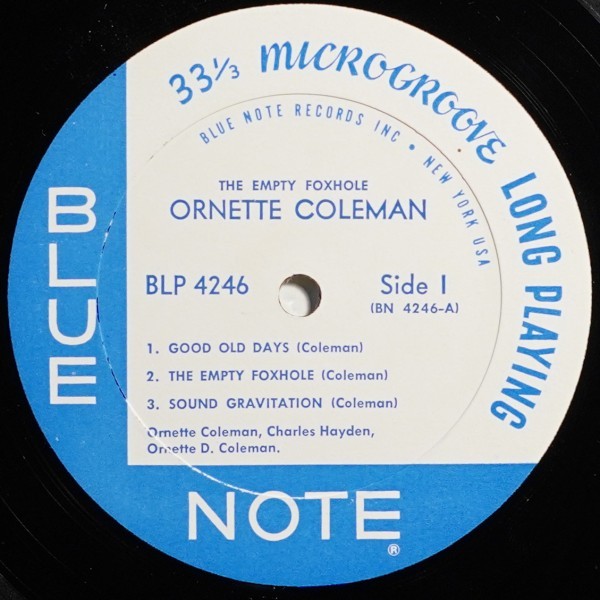 33⅓ MICROGROOVE LONG PLAYING
BLUE NOTE RECORDS INC • NEW YORK USA
THE EMPTY FOXHOLE
ORNETTE COLEMAN
BLP 4246
Side 1
(BN 4246-A)
1. GOOD OLD DAYS (Coleman)
2. THE EMPTY FOXHOLE (Coleman)
3. SOUND GRAVITATION (Coleman)
Ornette Coleman, Charles Hayden,
Ornette D. Coleman.
BLUE
NOTE®